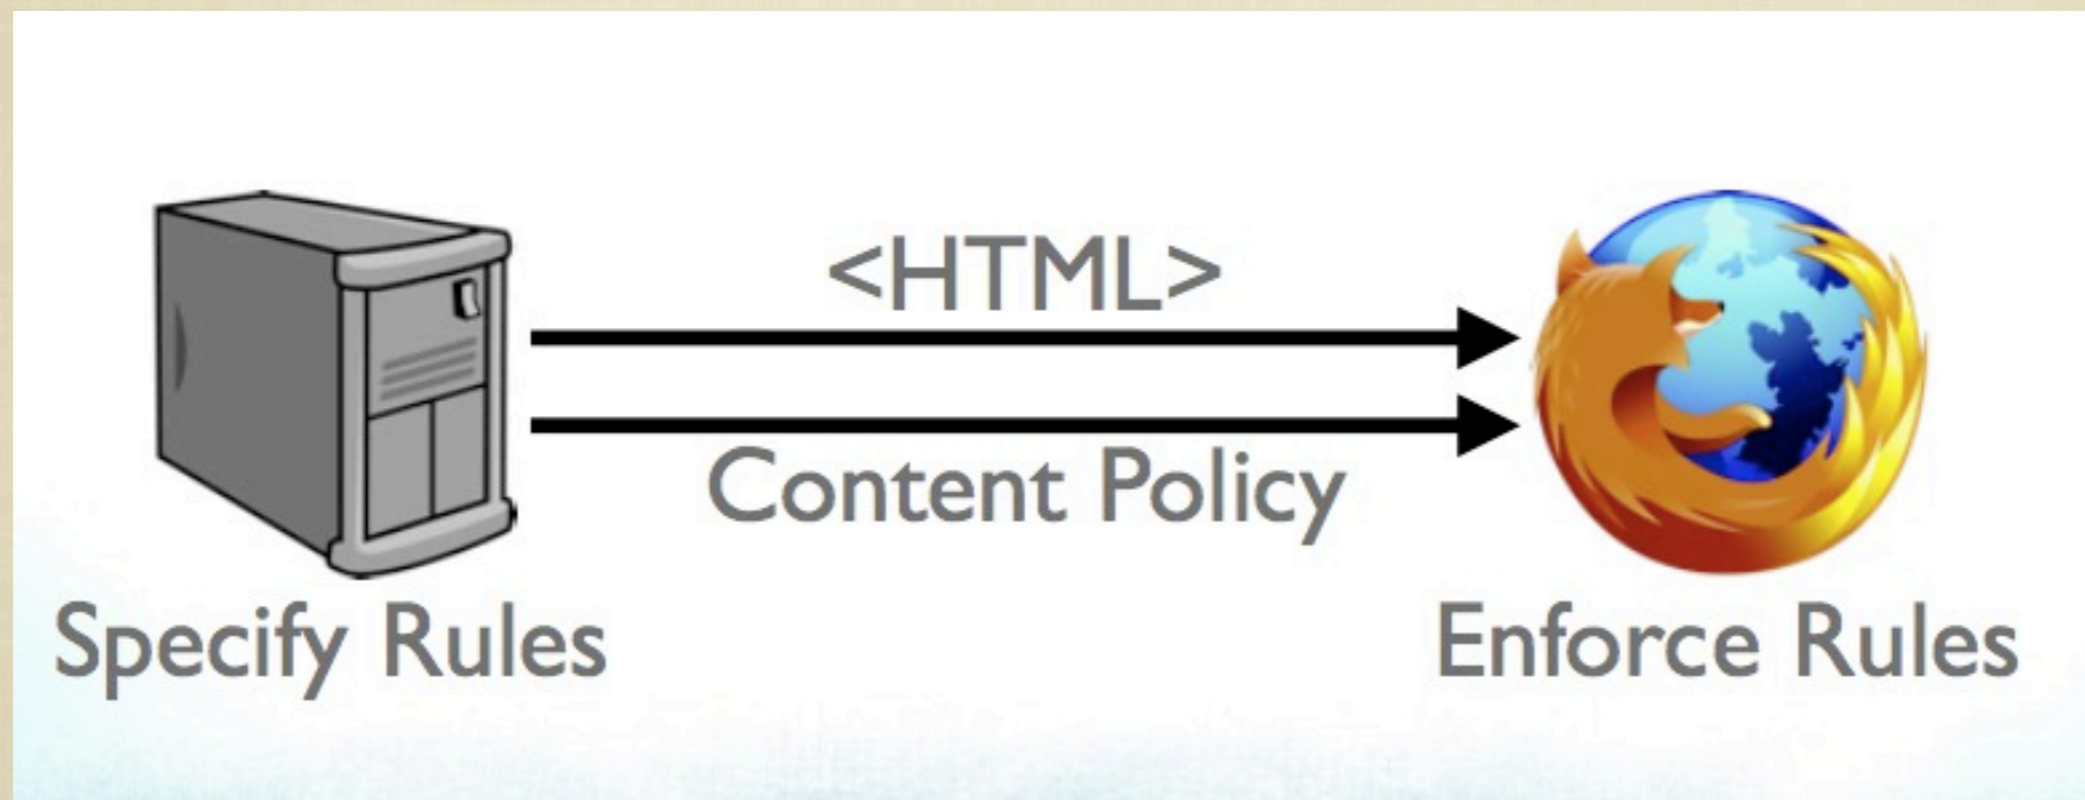 <HTML>
Content Policy
Specify Rules
Enforce Rules